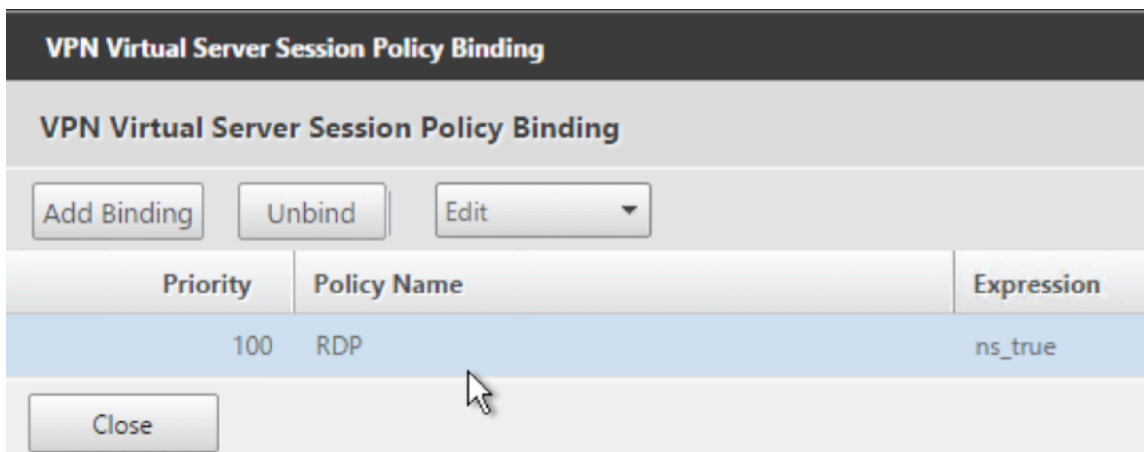 VPN Virtual Server Session Policy Binding
VPN Virtual Server Session Policy Binding
Add Binding Unbind Edit
Priority Policy Name Expression
100 RDP ns_true
Close